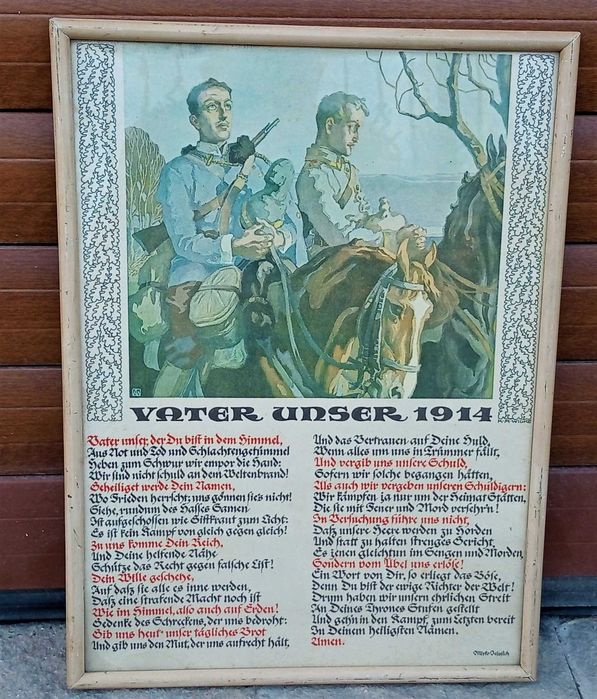 VATER UNSER 1914
Vater unser, der Du bist in dem Himmel,
Aus Not und Tod und Schlachtengetümmel
Heben zum Schwur wir empor die Hand:
Wir sind nicht schuld an dem Weltenbrand!
Geheiliget werde Dein Namen,
Wo Frieden herrscht; uns gönnen sie's nicht!
Siehe, rundum des Hasses Samen
Ist aufgeschossen wie Giftkraut zum Licht:
Es ist kein Kampf von gleich gegen gleich!
Zu uns komme Dein Reich,
Und Deine helfende Nähe
Schütze das Recht gegen falsche List!
Dein Wille geschehe,
Auf daß sie alle es inne werden,
Daß eine strafende Macht noch ist
Wie im Himmel, also auch auf Erden!
Gedenke des Schreckens, der uns bedroht:
Gib uns heut' unser tägliches Brot
Und gib uns den Mut, der uns aufrecht hält,
Und das Vertrauen auf Deine Huld,
Wenn alles um uns in Trümmer fällt,
Und vergib uns unsere Schuld,
Sofern wir solche begangen hätten,
Als auch wir vergeben unseren Schuldigern:
Wir kämpfen ja nur um der Heimat Stätten,
Die sie mit Feuer und Mord versehr'n!
In Versuchung führe uns nicht,
Daß unsere Heere werden zu Horden
Und statt zu halten strenges Gericht,
Es jenen gleichtun im Sengen und Morden,
Sondern vom Übel uns erlöse!
Ein Wort von Dir, so erliegt das Böse,
Denn Du bist der ewige Richter der Welt!
Drum haben wir unsern ehrlichen Streit
In Deines Thrones Stufen gestellt
Und geh'n in den Kampf, zum Letzten bereit
In Deinem heiligsten Namen.
Amen.